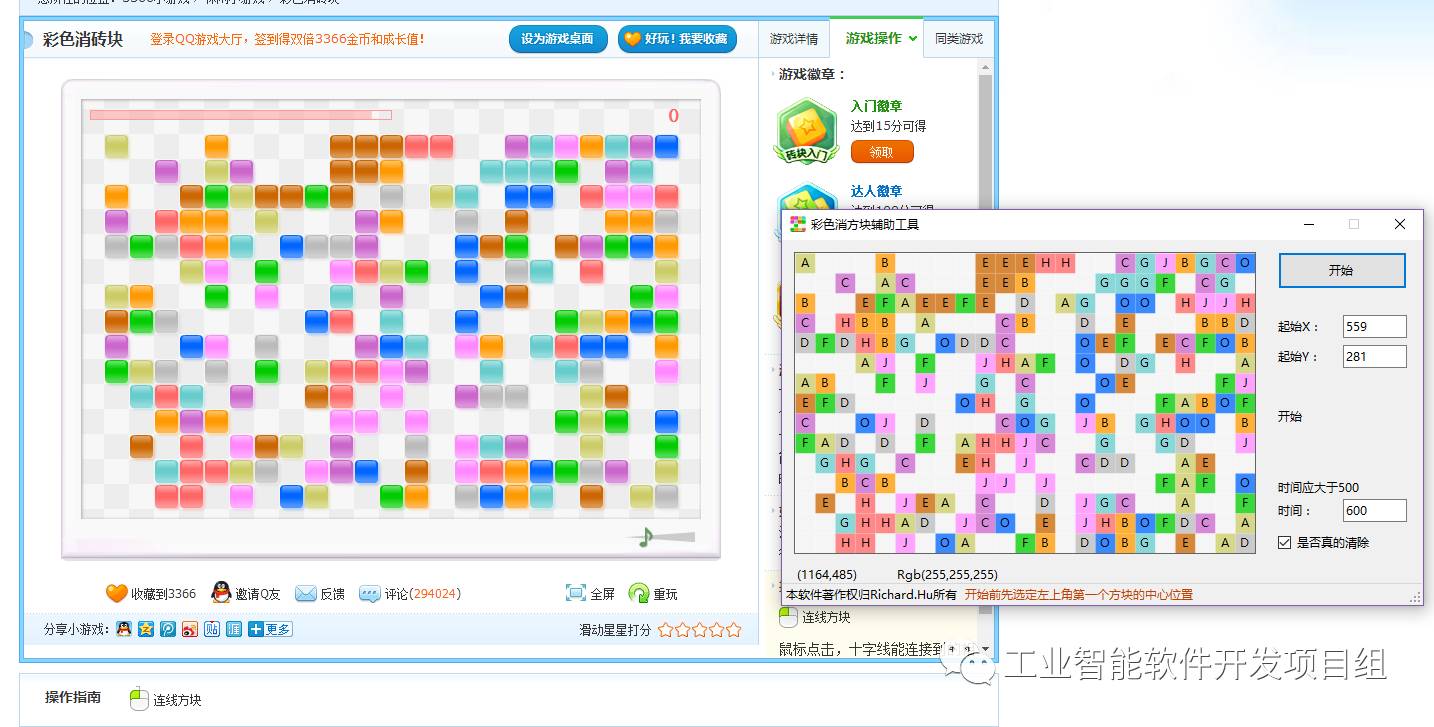 彩色消砖块
登录QQ游戏大厅，签到得双倍3366金币和成长值！
设为游戏桌面
好玩！我要收藏
游戏详情
游戏操作
同类游戏
0
游戏徽章：
砖块入门
入门徽章
达到15分可得
领取
达人徽章
彩色消方块辅助工具
A B E E E H H C G J B G C O
C A C E E B G G G F C G
B E F A E E F E D A G O O H J J H
C H B B A C B D E B B D
D F D H B G O D D C O E F E C F O B
A J F J H A F O D G H A
A B F J G C O E F J
E F D O H G O F A B O F
C O J D C O G J B G H O O B
F A D D F A H H J C G G D J
G H G C E H J C D D A E
B C B J J J F A F O
E H J E A C D J G C A F
G H H A D J C O E J H B O F D C A
H H J O A F B D O B G E A D
开始
起始X：
559
起始Y：
281
开始
时间应大于500
时间：
600
是否真的清除
(1164,485)
Rgb(255,255,255)
本软件著作权归Richard.Hu所有
开始前先选定左上角第一个方块的中心位置
收藏到3366
邀请Q友
反馈
评论(294024)
全屏
重玩
分享小游戏：
更多
滑动星星打分
连线方块
鼠标点击，十字线能连接到
工业智能软件开发项目组
操作指南
连线方块